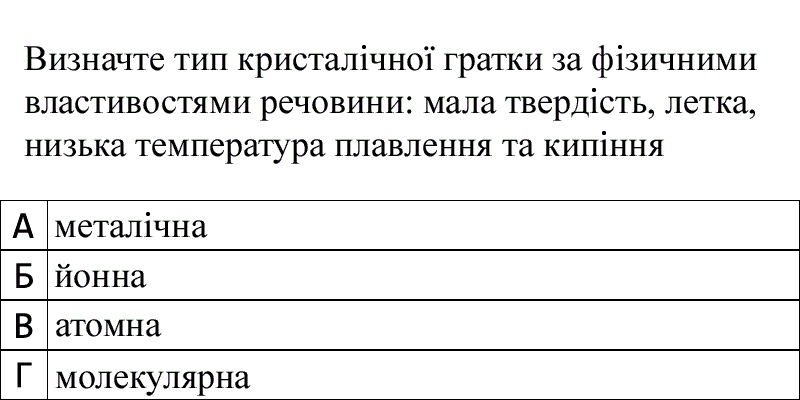 Визначте тип кристалічної гратки за фізичними
властивостями речовини: мала твердість, летка,
низька температура плавлення та кипіння
А металічна
Б йонна
В атомна
Г молекулярна